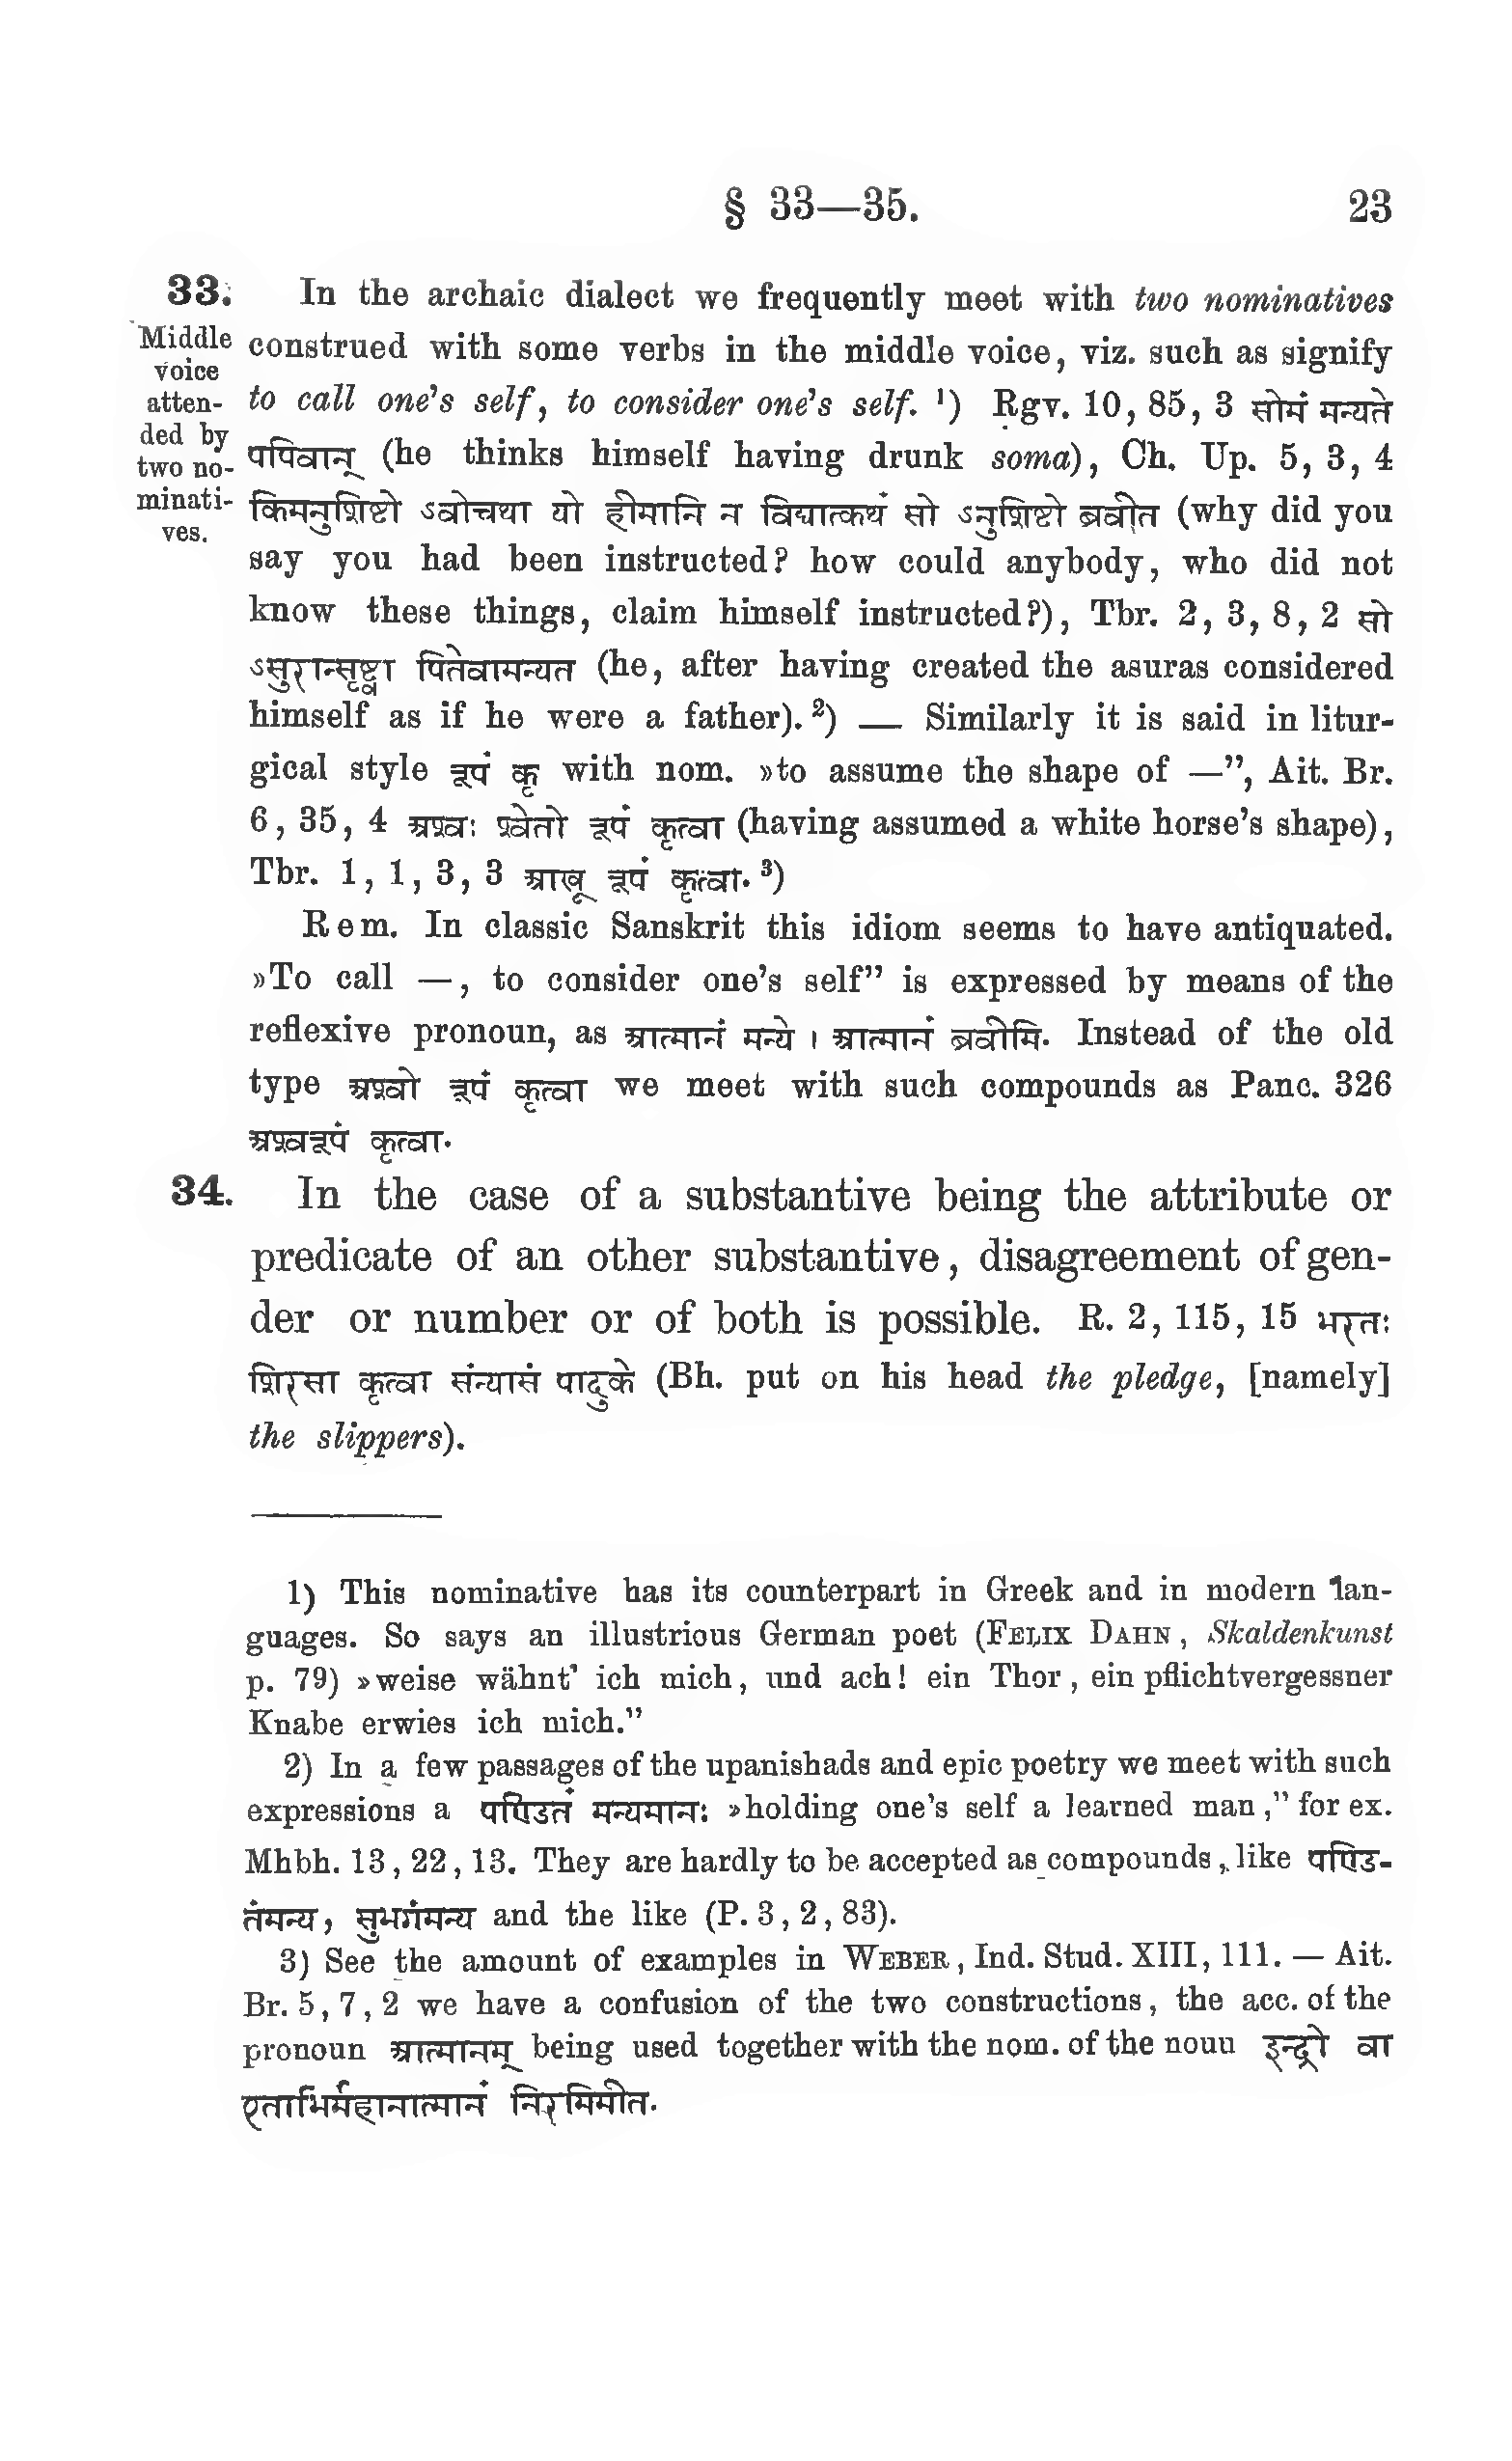 § 33—35. 23
33. In the archaic dialect we frequently meet with two nominatives
Middle
voice
atten-
ded by
two no-
minati-
ves.
construed with some verbs in the middle voice, viz. such as signify
to call one's self, to consider one's self. ¹) Ṛgv. 10, 85, 3 सोमं मन्यते
पपिवान् (he thinks himself having drunk soma), Ch. Up. 5, 3, 4
किमनुशिष्टो ऽवोचथा यो हीमानि न विद्यात्कथं सो ऽनुशिष्टो ब्रवीत (why did you
say you had been instructed? how could anybody, who did not
know these things, claim himself instructed?), Tbr. 2, 3, 8, 2 सो
ऽसुरान्सृष्ट्वा पितेवामन्यत (he, after having created the asuras considered
himself as if he were a father). ²) — Similarly it is said in litur-
gical style रूपं कृ with nom. »to assume the shape of —”, Ait. Br.
6, 35, 4 अश्वः श्वेतो रूपं कृत्वा (having assumed a white horse's shape),
Tbr. 1, 1, 3, 3 आखू रूपं कृत्वा. ³)
Rem. In classic Sanskrit this idiom seems to have antiquated.
»To call —, to consider one's self” is expressed by means of the
reflexive pronoun, as आत्मानं मन्ये । आत्मानं ब्रवीमि. Instead of the old
type अश्वो रूपं कृत्वा we meet with such compounds as Panc. 326
अश्वरूपं कृत्वा.
34. In the case of a substantive being the attribute or
predicate of an other substantive, disagreement of gen-
der or number or of both is possible. R. 2, 115, 15 भरतः
शिरसा कृत्वा संन्यासं पादुके (Bh. put on his head the pledge, [namely]
the slippers).
1) This nominative has its counterpart in Greek and in modern lan-
guages. So says an illustrious German poet (FELIX DAHN, Skaldenkunst
p. 79) »weise wähnt' ich mich, und ach! ein Thor, ein pflichtvergessner
Knabe erwies ich mich.”
2) In a few passages of the upanishads and epic poetry we meet with such
expressions a पण्डितं मन्यमानः »holding one's self a learned man,” for ex.
Mhbh. 13, 22, 13. They are hardly to be accepted as compounds, like पण्डि-
तंमन्य, सुभगंमन्य and the like (P. 3, 2, 83).
3) See the amount of examples in WEBER, Ind. Stud. XIII, 111. — Ait.
Br. 5, 7, 2 we have a confusion of the two constructions, the acc. of the
pronoun आत्मानम् being used together with the nom. of the noun इन्द्रो वा
एताभिर्महानात्मानं निरमिमीत.